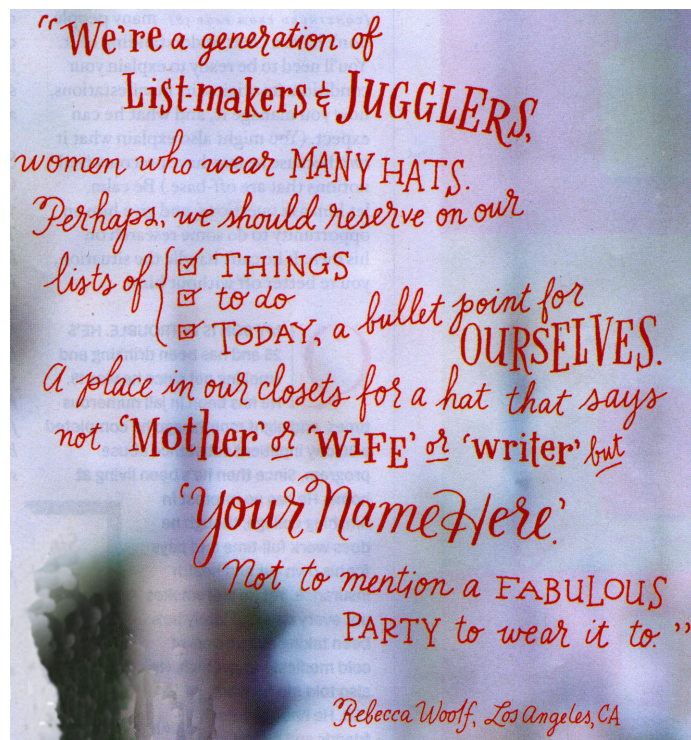 “We're a generation of
List-makers & JUGGLERS,
women who wear MANY HATS.
Perhaps, we should reserve on our
lists of { ☑ THINGS
☑ to do
☑ TODAY, a bullet point for
OURSELVES.
A place in our closets for a hat that says
not ‘Mother’ or ‘WIFE’ or ‘writer’ but
‘Your Name Here.’
Not to mention a FABULOUS
PARTY to wear it to.”
Rebecca Woolf, Los Angeles, CA